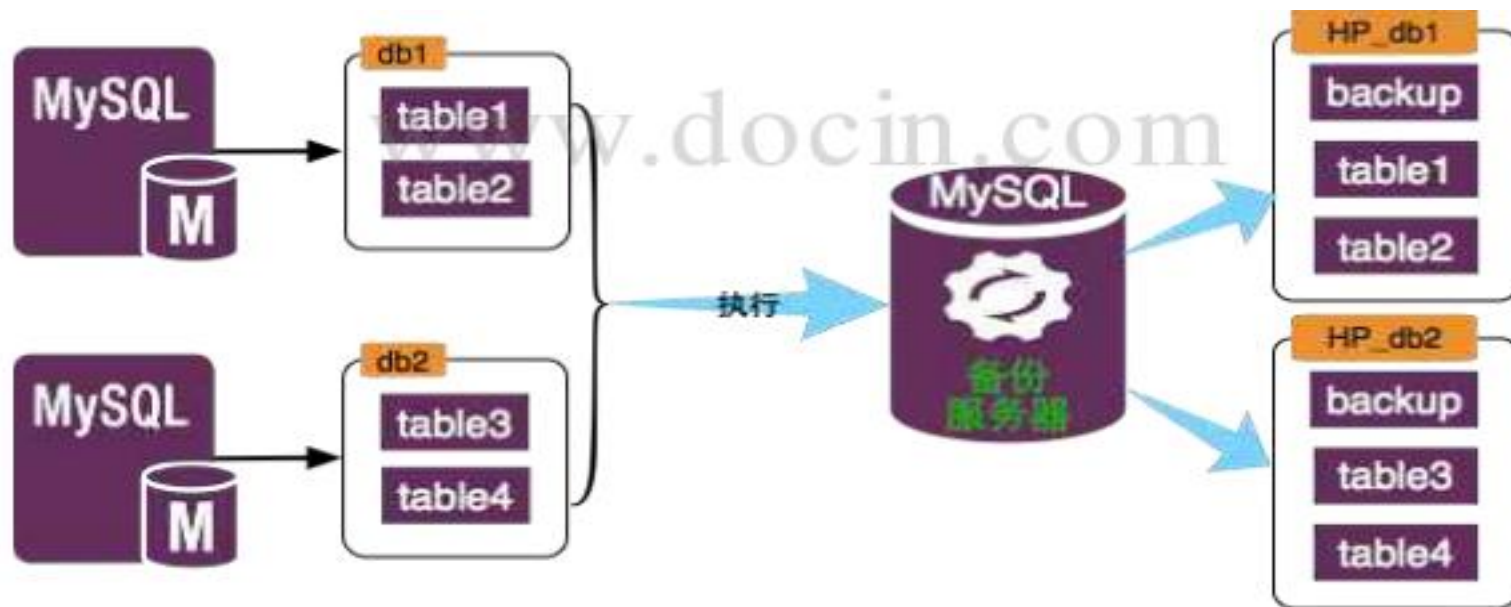 MySQL
M
db1
table1
table2
MySQL
M
db2
table3
table4
执行
MySQL
备份
服务器
HP_db1
backup
table1
table2
HP_db2
backup
table3
table4
www.docin.com